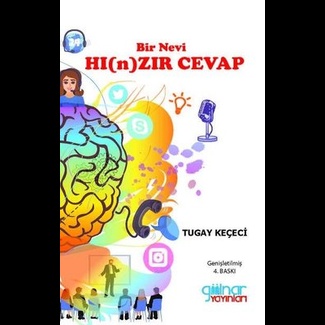 Bir Nevi
HI(n)ZIR CEVAP
TUGAY KEÇECİ
Genişletilmiş
4. BASKI
gülnar
yayınları